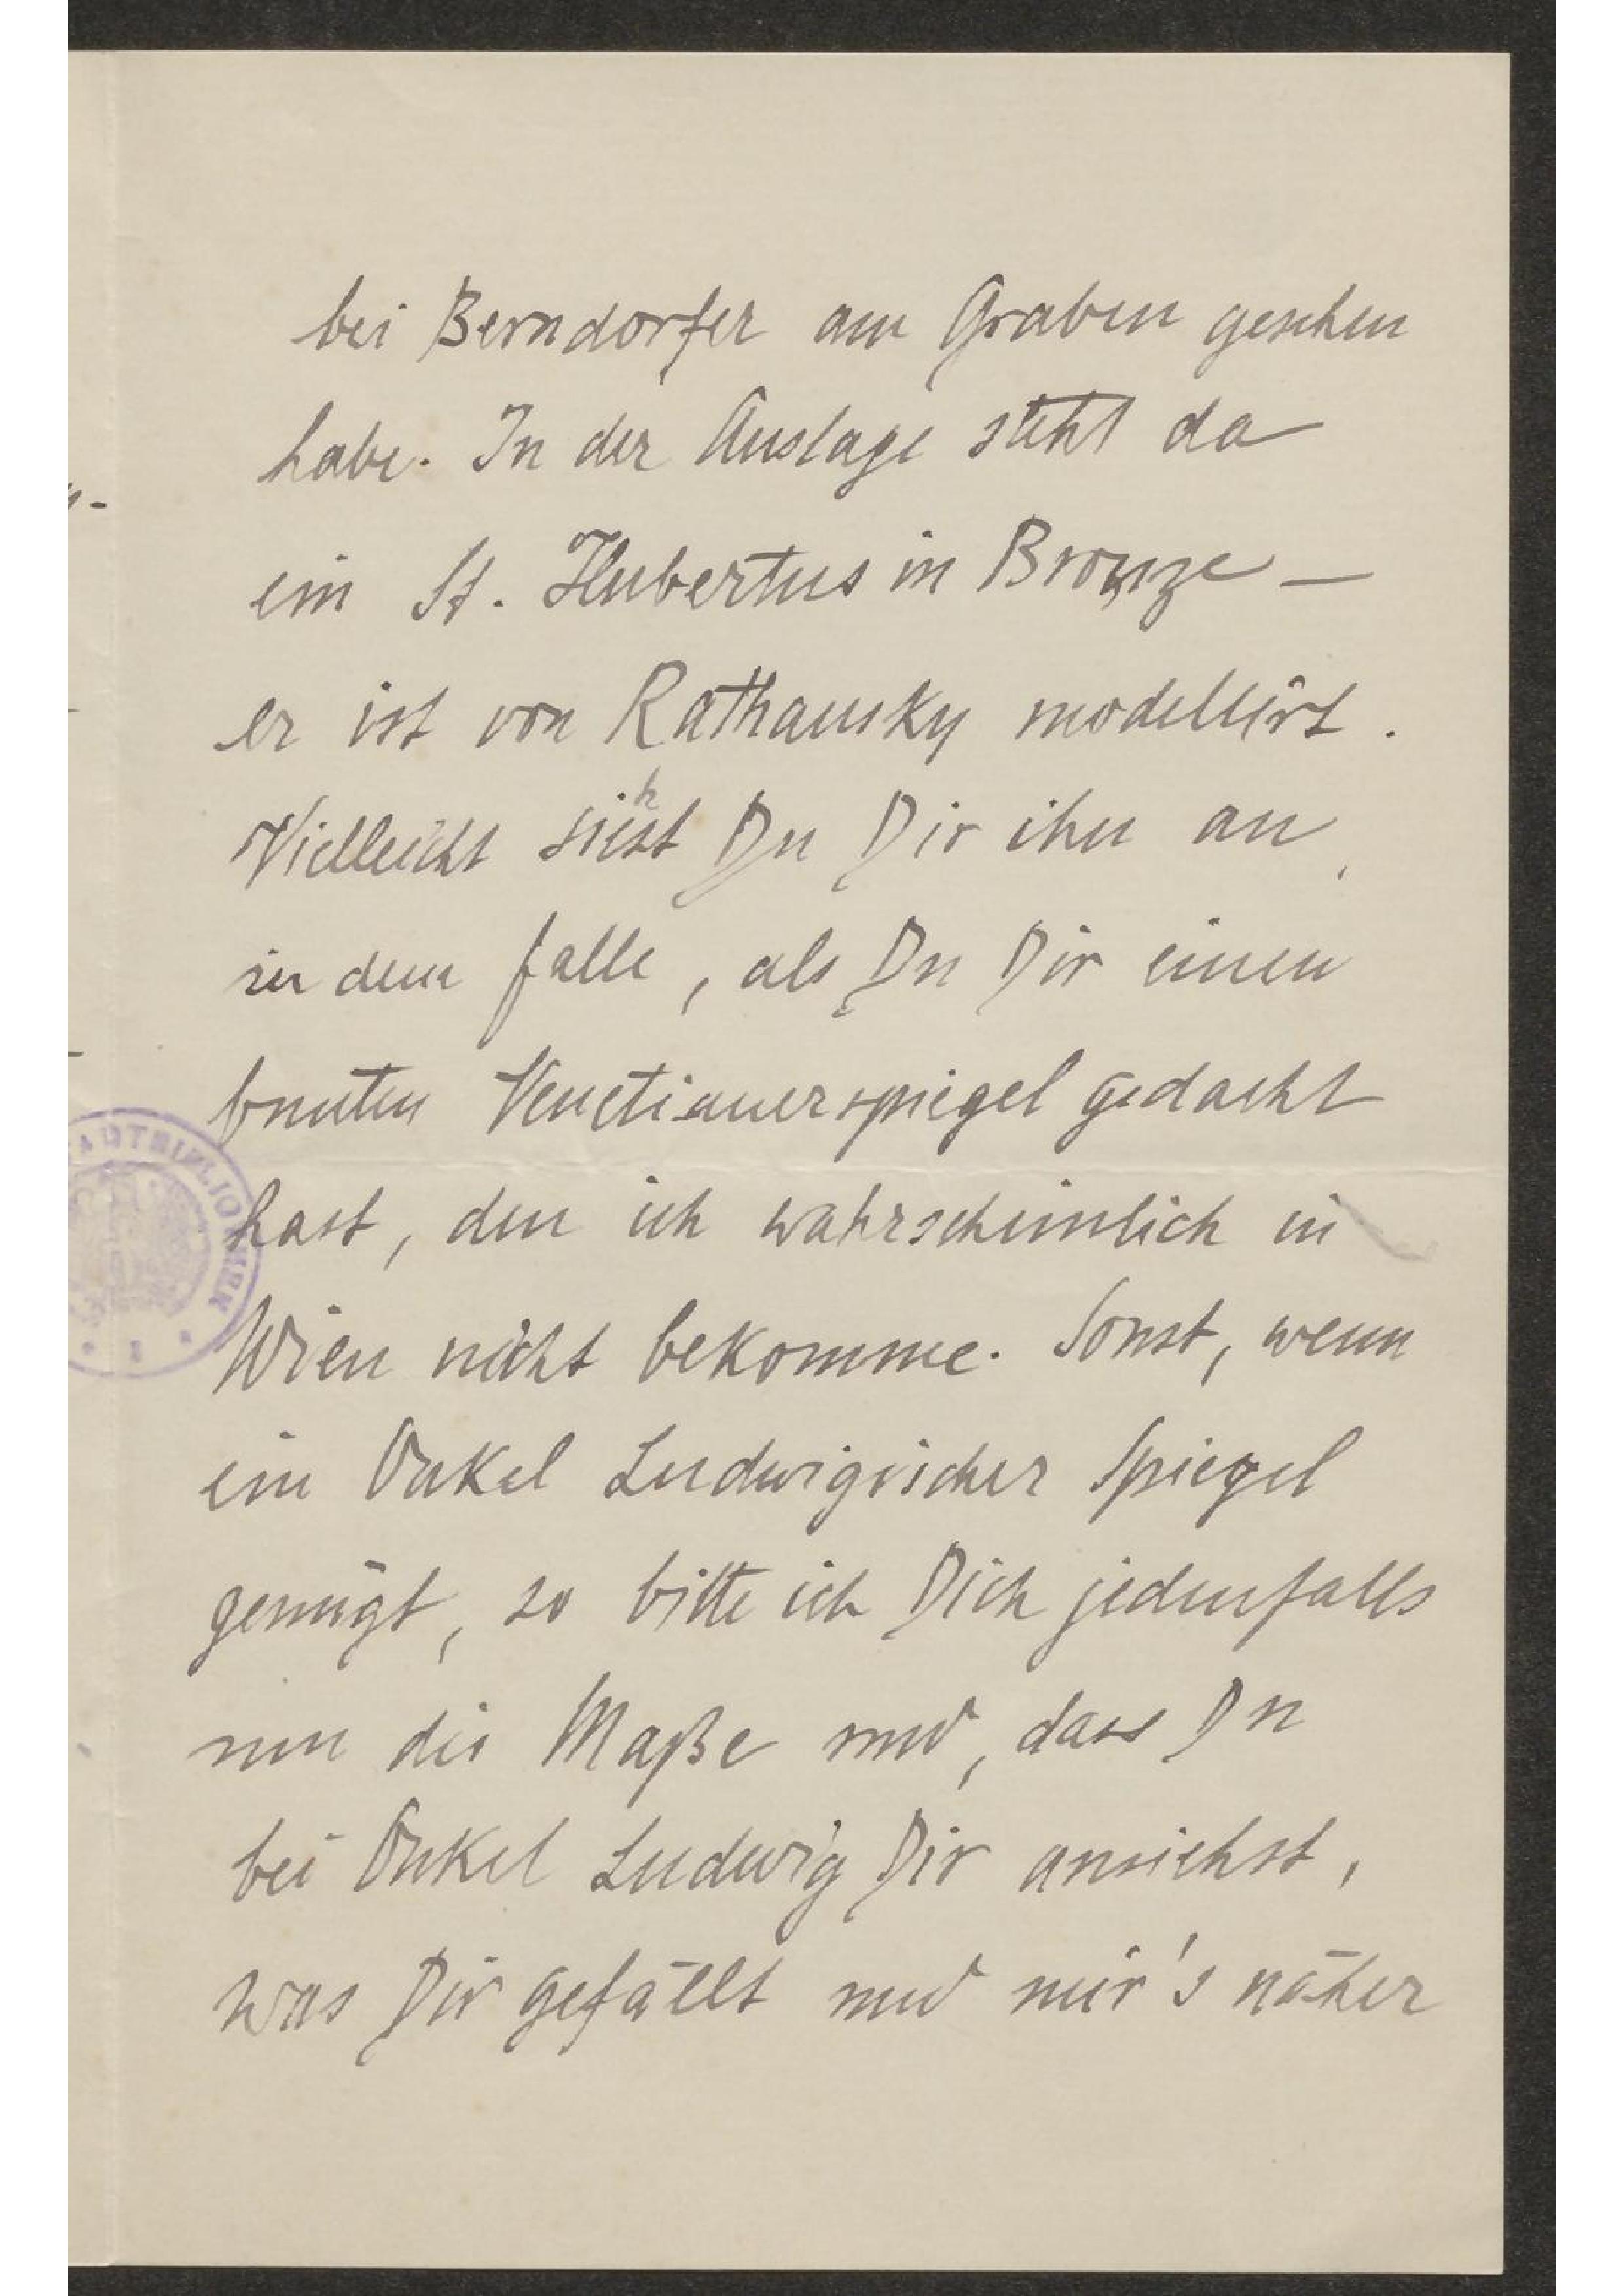 bei Berndorfer am Graben gesehen
habe. In der Auslage steht da
ein St. Hubertus in Bronze —
er ist von Rathausky modellirt.
Vielleicht siehst Du Dir ihn an,
in dem Falle, als Du Dir einen
bunten Venetianerspiegel gedacht
hast, den ich wahrscheinlich in
Wien nicht bekomme. Sonst, wenn
ein Onkel Ludwigischer Spiegel
genügt, so bitte ich Dich jedenfalls
um die Maße und, dass Du
bei Onkel Ludwig Dir ansiehst,
was Dir gefällt und mir's näher